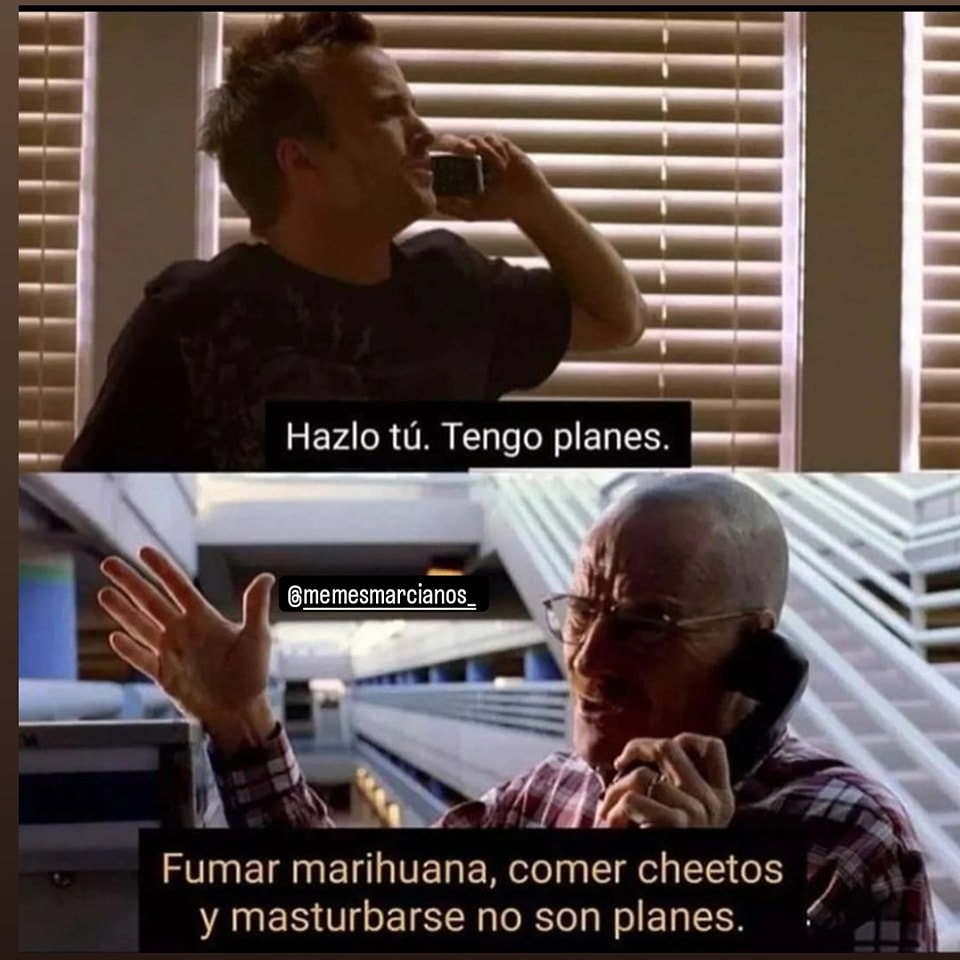 Hazlo tú. Tengo planes.
@memesmarcianos_
Fumar marihuana, comer cheetos
y masturbarse no son planes.